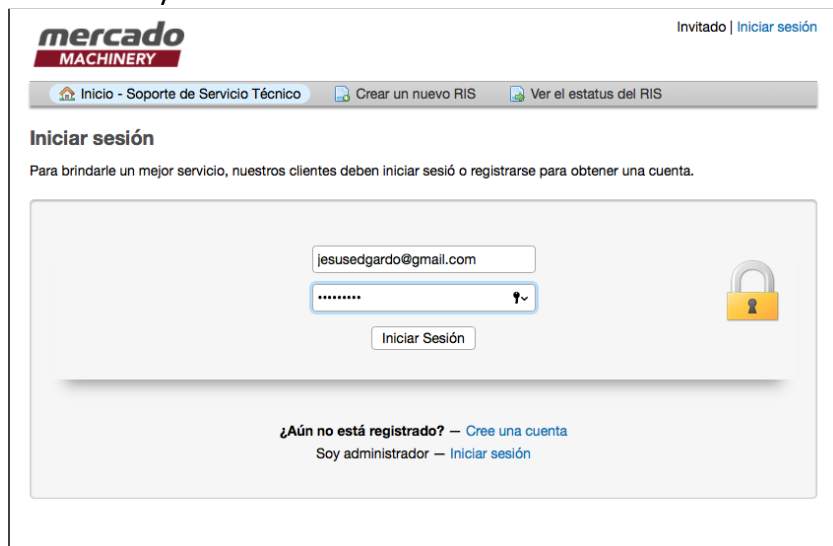 mercado
MACHINERY
Invitado | Iniciar sesión
Inicio - Soporte de Servicio Técnico Crear un nuevo RIS Ver el estatus del RIS
Iniciar sesión
Para brindarle un mejor servicio, nuestros clientes deben iniciar sesió o registrarse para obtener una cuenta.
jesusedgardo@gmail.com
•••••••••
Iniciar Sesión
¿Aún no está registrado? — Cree una cuenta
Soy administrador — Iniciar sesión